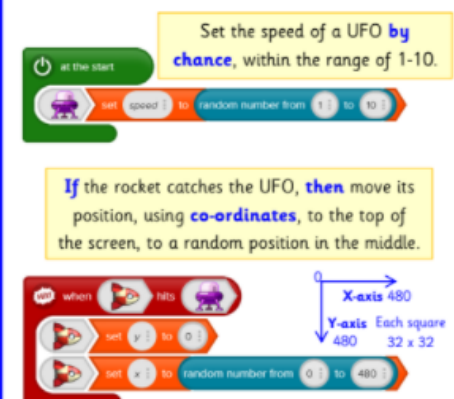 Set the speed of a UFO by
chance, within the range of 1-10.
at the start
set speed to random number from 1 to 10
If the rocket catches the UFO, then move its
position, using co-ordinates, to the top of
the screen, to a random position in the middle.
when hits
0
X-axis 480
Y-axis Each square
480 32 x 32
set y to 0
set x to random number from 0 to 480